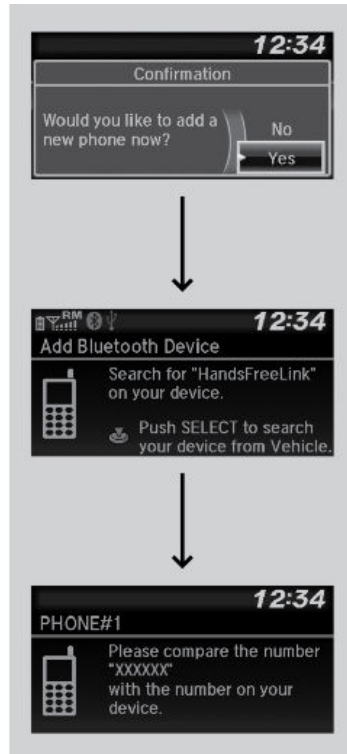 12:34
Confirmation
Would you like to add a
new phone now?
No
Yes
RM
12:34
Add Bluetooth Device
Search for "HandsFreeLink"
on your device.
Push SELECT to search
your device from Vehicle.
12:34
PHONE#1
Please compare the number
"XXXXXX"
with the number on your
device.